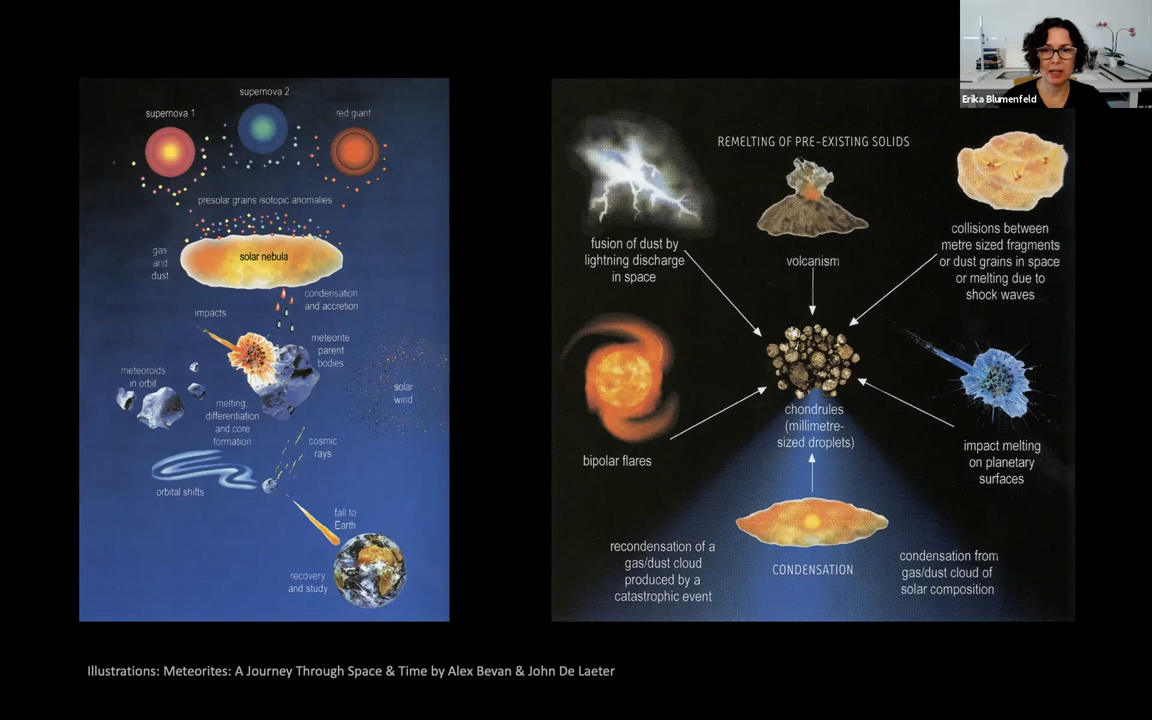 supernova 2
supernova 1
red giant
presolar grains isotopic anomalies
gas
and
dust
solar nebula
condensation
and accretion
impacts
meteorite
parent
bodies
meteoroids
in orbit
solar
wind
melting,
differentiation
and core
formation
cosmic
rays
orbital shifts
fall to
Earth
recovery
and study
Erika Blumenfeld
REMELTING OF PRE-EXISTING SOLIDS
fusion of dust by
lightning discharge
in space
volcanism
collisions between
metre sized fragments
or dust grains in space
or melting due to
shock waves
chondrules
(millimetre-
sized droplets)
bipolar flares
impact melting
on planetary
surfaces
recondensation of a
gas/dust cloud
produced by a
catastrophic event
CONDENSATION
condensation from
gas/dust cloud of
solar composition
Illustrations: Meteorites: A Journey Through Space & Time by Alex Bevan & John De Laeter